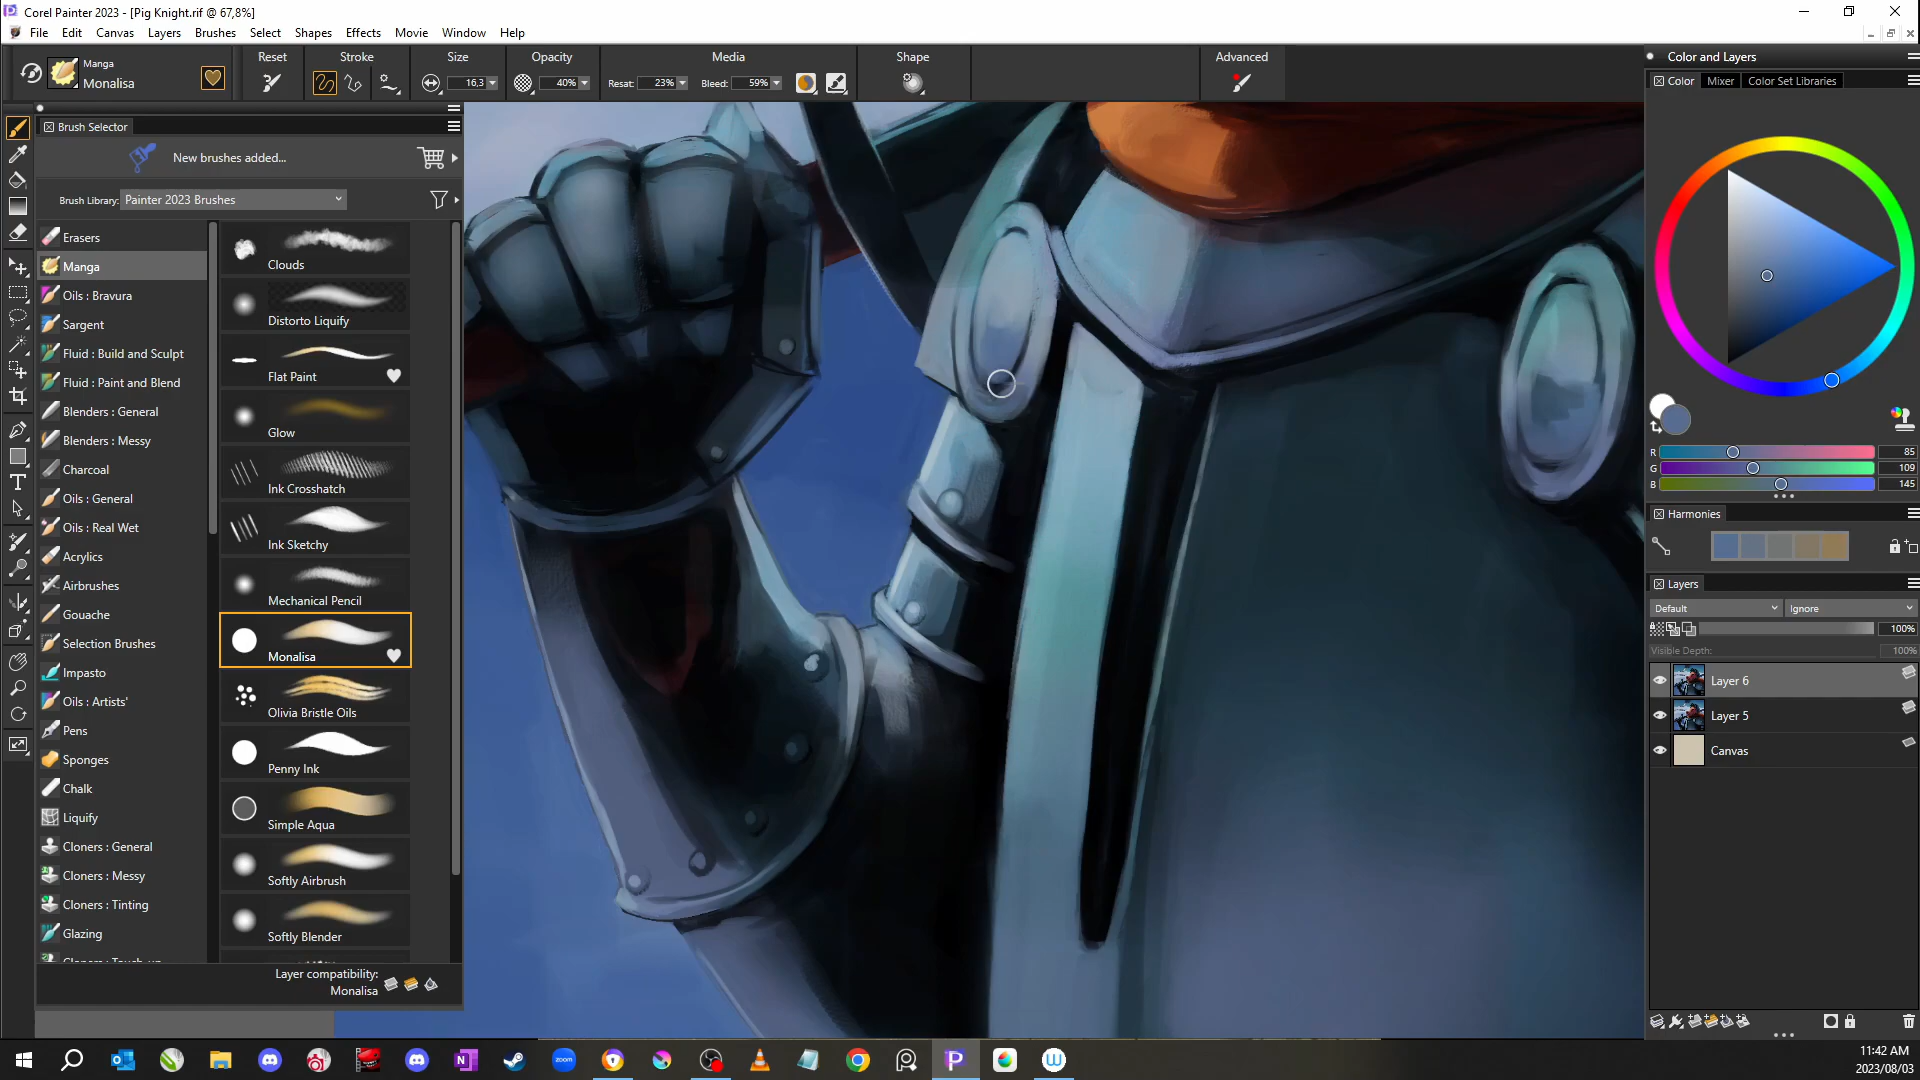 Corel Painter 2023 - [Pig Knight.rif @ 67,8%]
File Edit Canvas Layers Brushes Select Shapes Effects Movie Window Help
Manga
Monalisa
Reset
Stroke
Size
16,3
Opacity
40%
Media
Resat: 23%
Bleed: 59%
Shape
Advanced
Brush Selector
New brushes added...
Brush Library: Painter 2023 Brushes
Erasers
Manga
Oils : Bravura
Sargent
Fluid : Build and Sculpt
Fluid : Paint and Blend
Blenders : General
Blenders : Messy
Charcoal
Oils : General
Oils : Real Wet
Acrylics
Airbrushes
Gouache
Selection Brushes
Impasto
Oils : Artists'
Pens
Sponges
Chalk
Liquify
Cloners : General
Cloners : Messy
Cloners : Tinting
Glazing
Clouds
Distorto Liquify
Flat Paint
Glow
Ink Crosshatch
Ink Sketchy
Mechanical Pencil
Monalisa
Olivia Bristle Oils
Penny Ink
Simple Aqua
Softly Airbrush
Softly Blender
Layer compatibility:
Monalisa
Color and Layers
Color Mixer Color Set Libraries
R 85
G 109
B 145
Harmonies
Layers
Default Ignore
100%
Visible Depth: 100%
Layer 6
Layer 5
Canvas
zoom
11:42 AM
2023/08/03